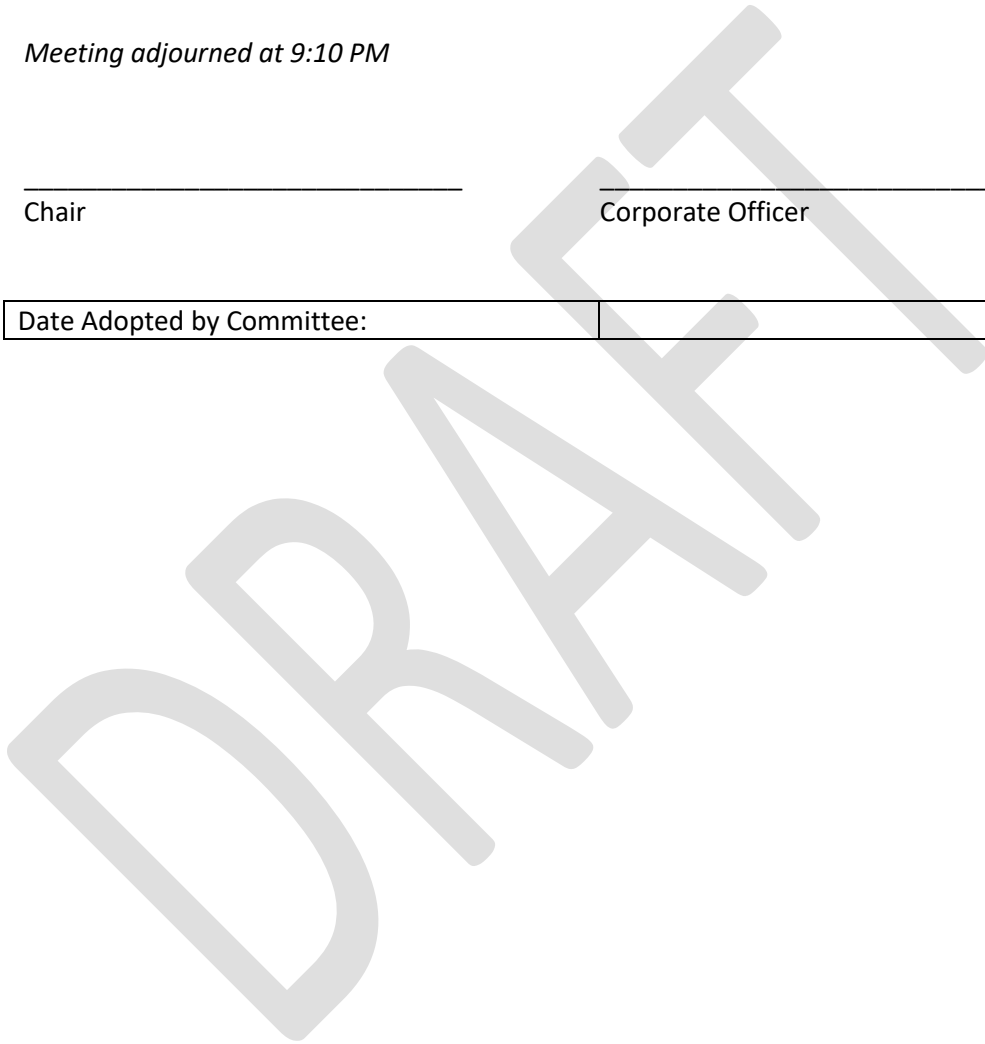 Meeting adjourned at 9:10 PM
Chair Corporate Officer
Date Adopted by Committee:
DRAFT